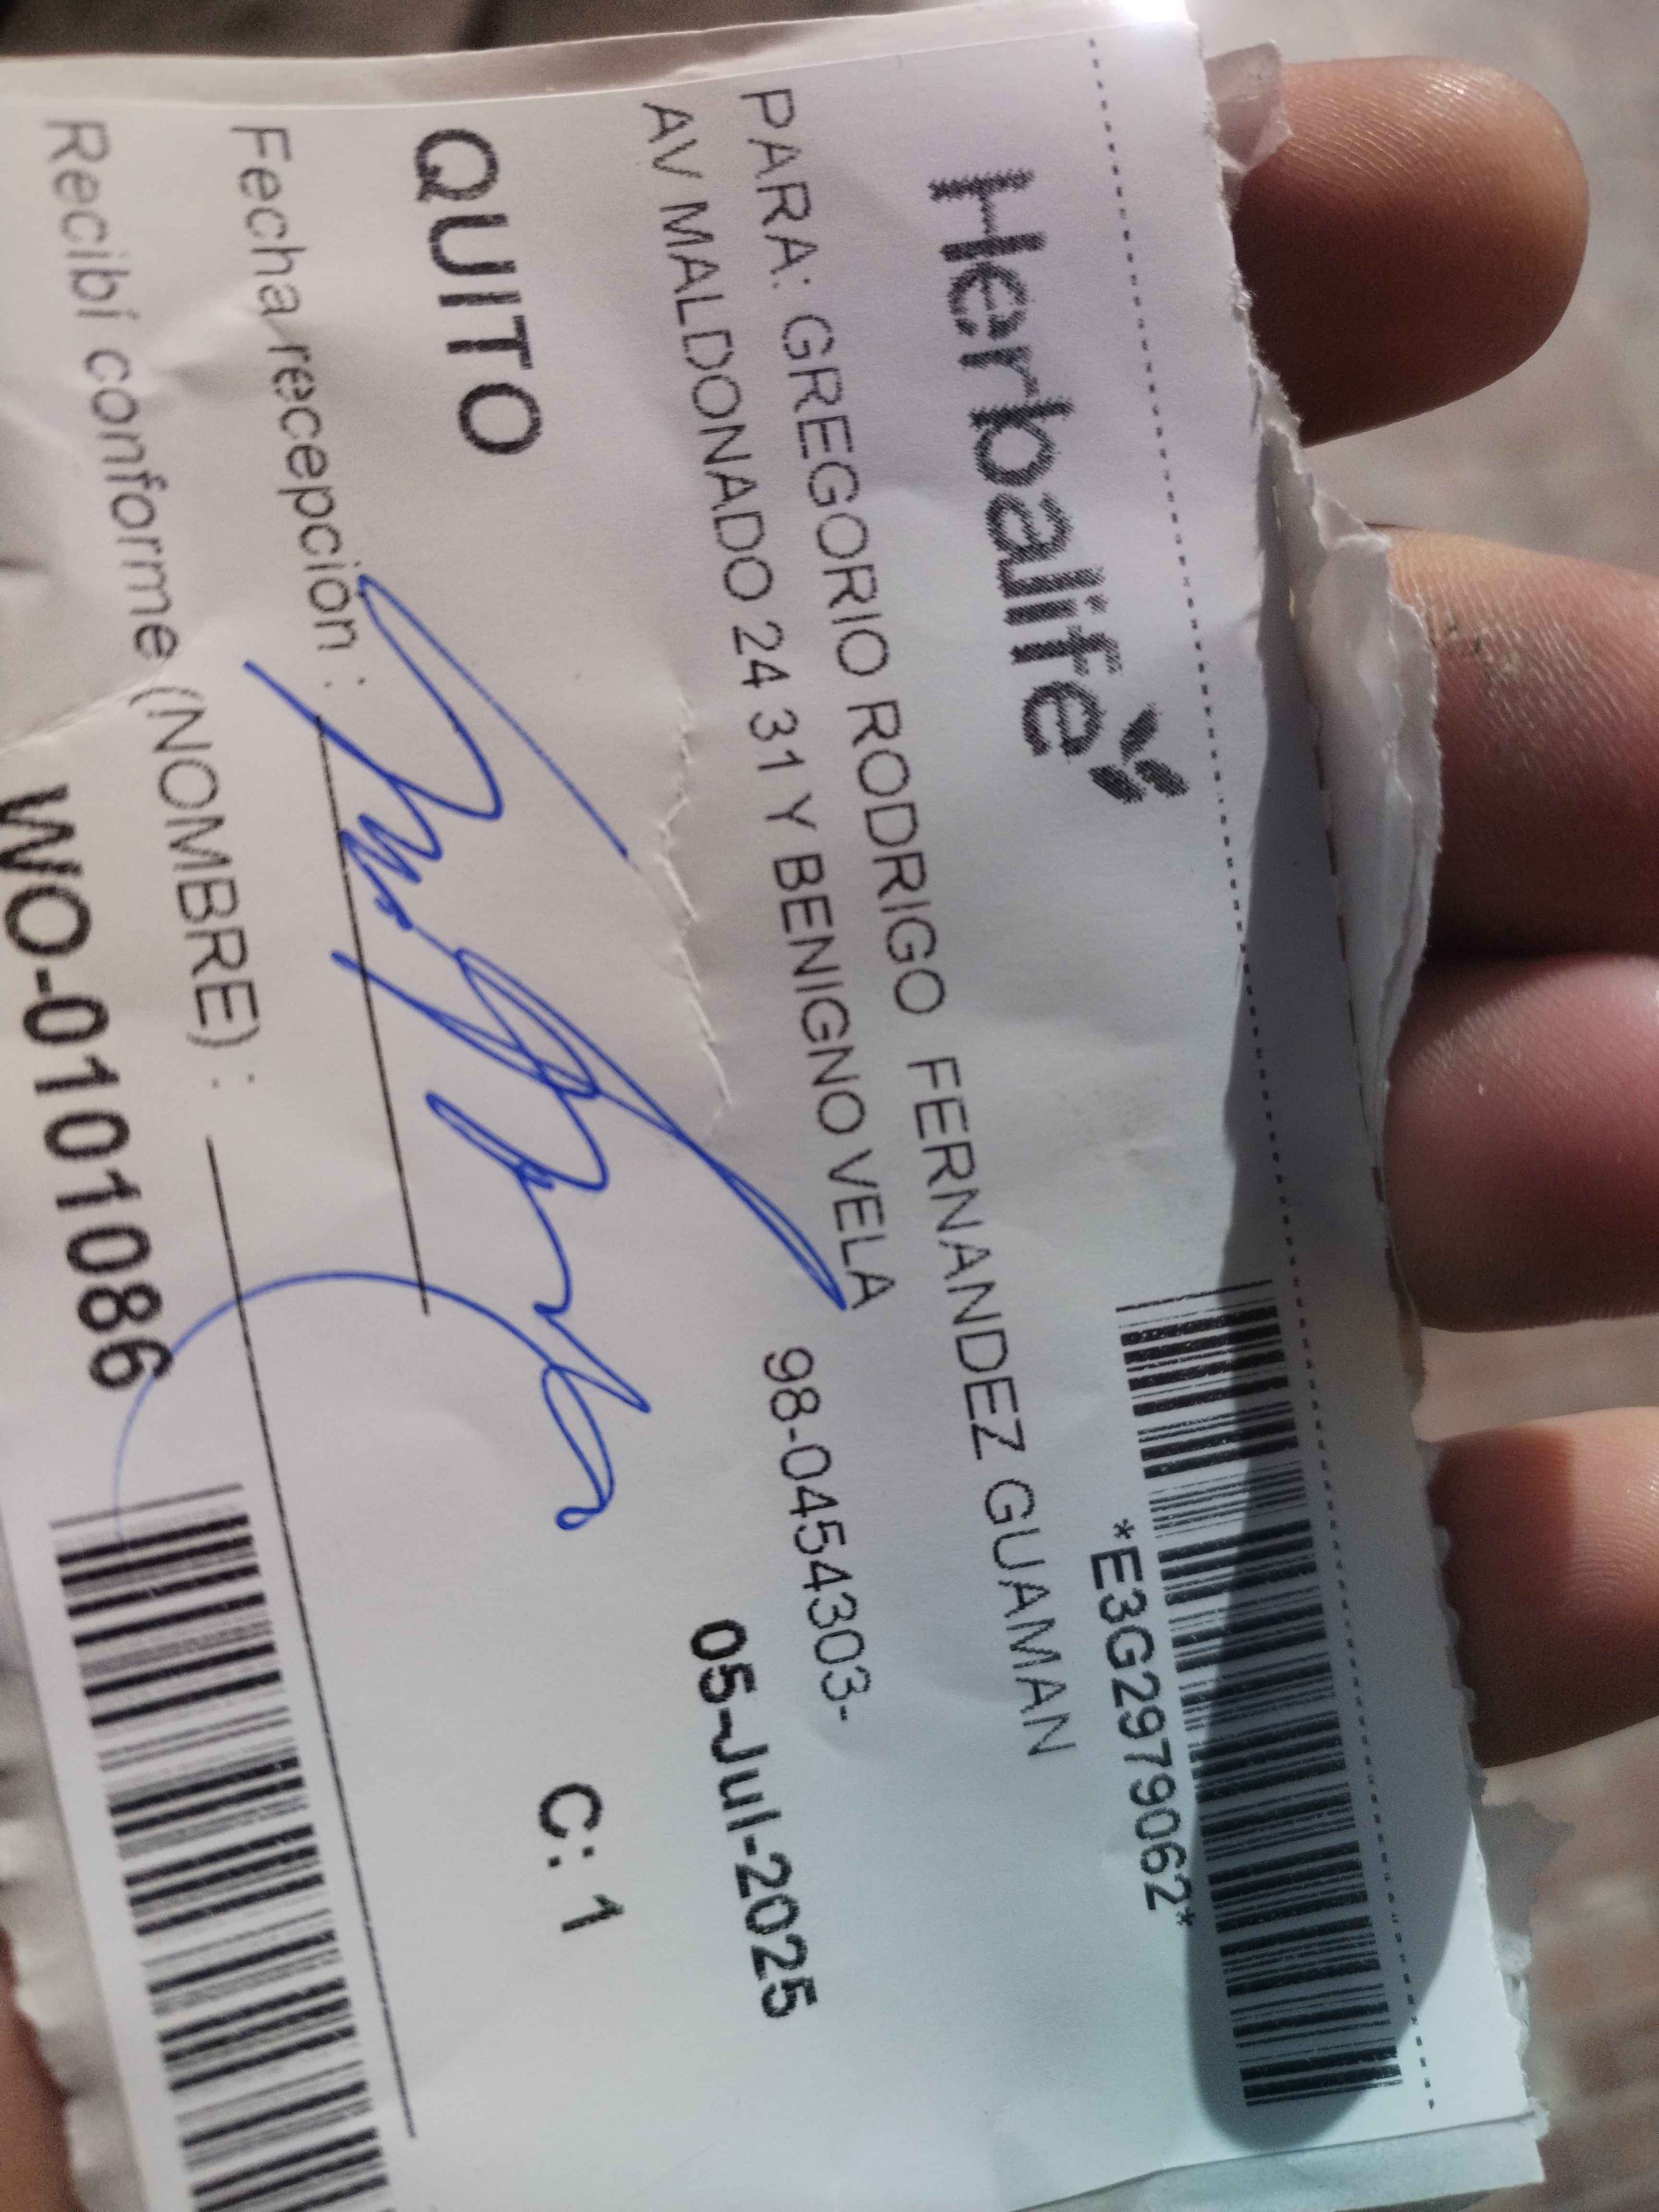 Herbalife
*E3G2979062*
PARA: GREGORIO RODRIGO FERNANDEZ GUAMAN
AV MALDONADO 24 31 Y BENIGNO VELA 98-0454303-
05-Jul-2025
QUITO
C: 1
Fecha recepción :
Recibí conforme (NOMBRE) :
WO-0101086